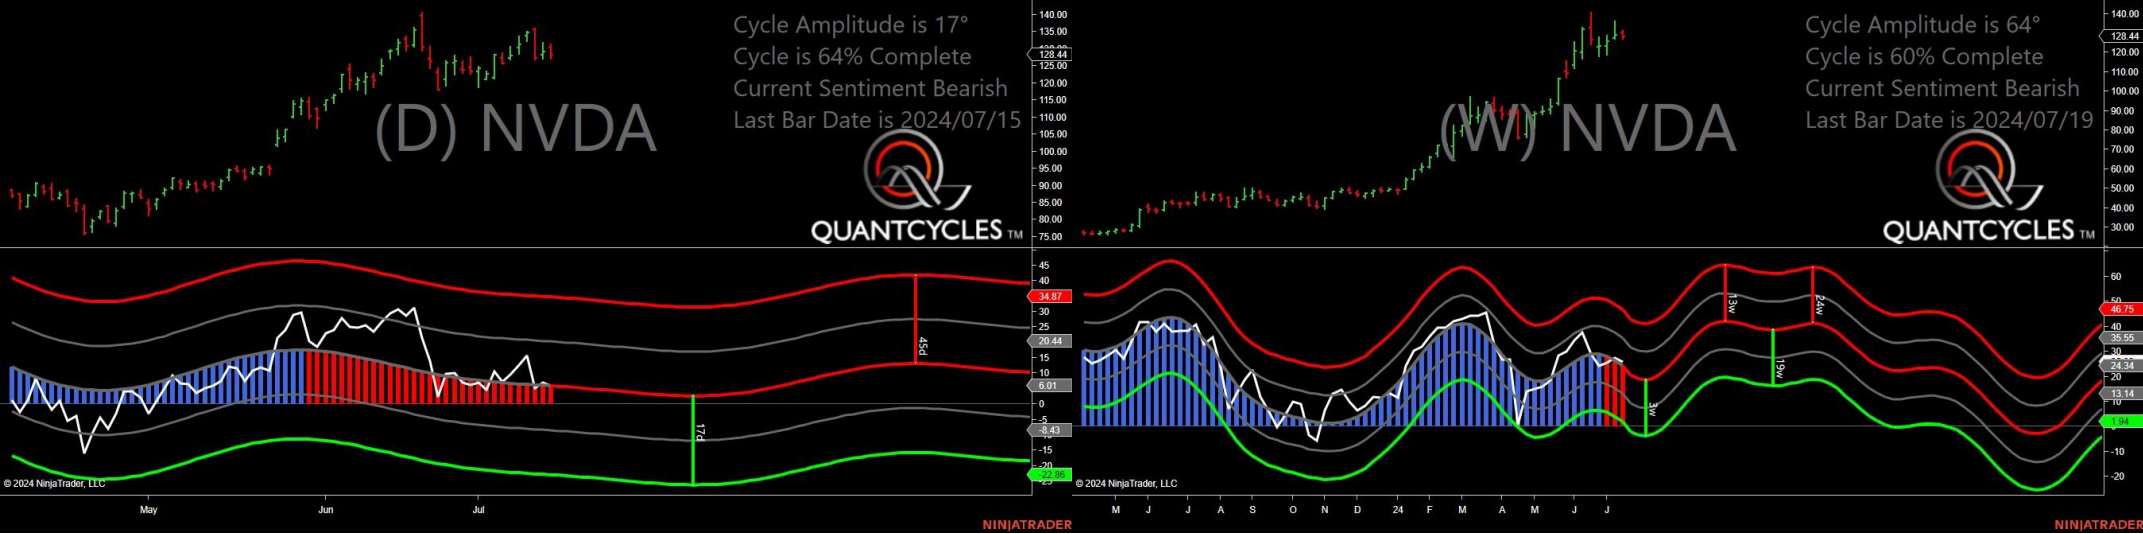 Cycle Amplitude is 17°
Cycle is 64% Complete
Current Sentiment Bearish
Last Bar Date is 2024/07/15
(D) NVDA
QUANTCYCLES TM
140.00
135.00
128.44
125.00
120.00
115.00
110.00
105.00
100.00
95.00
90.00
85.00
80.00
75.00
45
40
34.87
30
25
20.44
15
10
6.01
0
-5
-8.43
-15
-20
-22.86
45d
17d
© 2024 NinjaTrader, LLC
May
Jun
Jul
NINJATRADER
Cycle Amplitude is 64°
Cycle is 60% Complete
Current Sentiment Bearish
Last Bar Date is 2024/07/19
(W) NVDA
QUANTCYCLES TM
140.00
128.44
120.00
110.00
100.00
90.00
80.00
70.00
60.00
50.00
40.00
30.00
60
46.75
40
35.55
30
24.34
20
13.14
10
1.94
-10
-20
13w
24w
19w
3w
© 2024 NinjaTrader, LLC
M
J
J
A
S
O
N
D
24
F
M
A
M
J
J
NINJATRADER